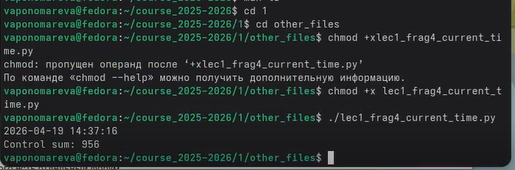 vaponomareva@fedora:~/course_2025-2026$ cd 1
vaponomareva@fedora:~/course_2025-2026/1$ cd other_files
vaponomareva@fedora:~/course_2025-2026/1/other_files$ chmod +xlec1_frag4_current_ti
me.py
chmod: пропущен операнд после ‘+xlec1_frag4_current_time.py’
По команде «chmod --help» можно получить дополнительную информацию.
vaponomareva@fedora:~/course_2025-2026/1/other_files$ chmod +x lec1_frag4_current_t
ime.py
vaponomareva@fedora:~/course_2025-2026/1/other_files$ ./lec1_frag4_current_time.py
2026-04-19 14:37:16
Control sum: 956
vaponomareva@fedora:~/course_2025-2026/1/other_files$